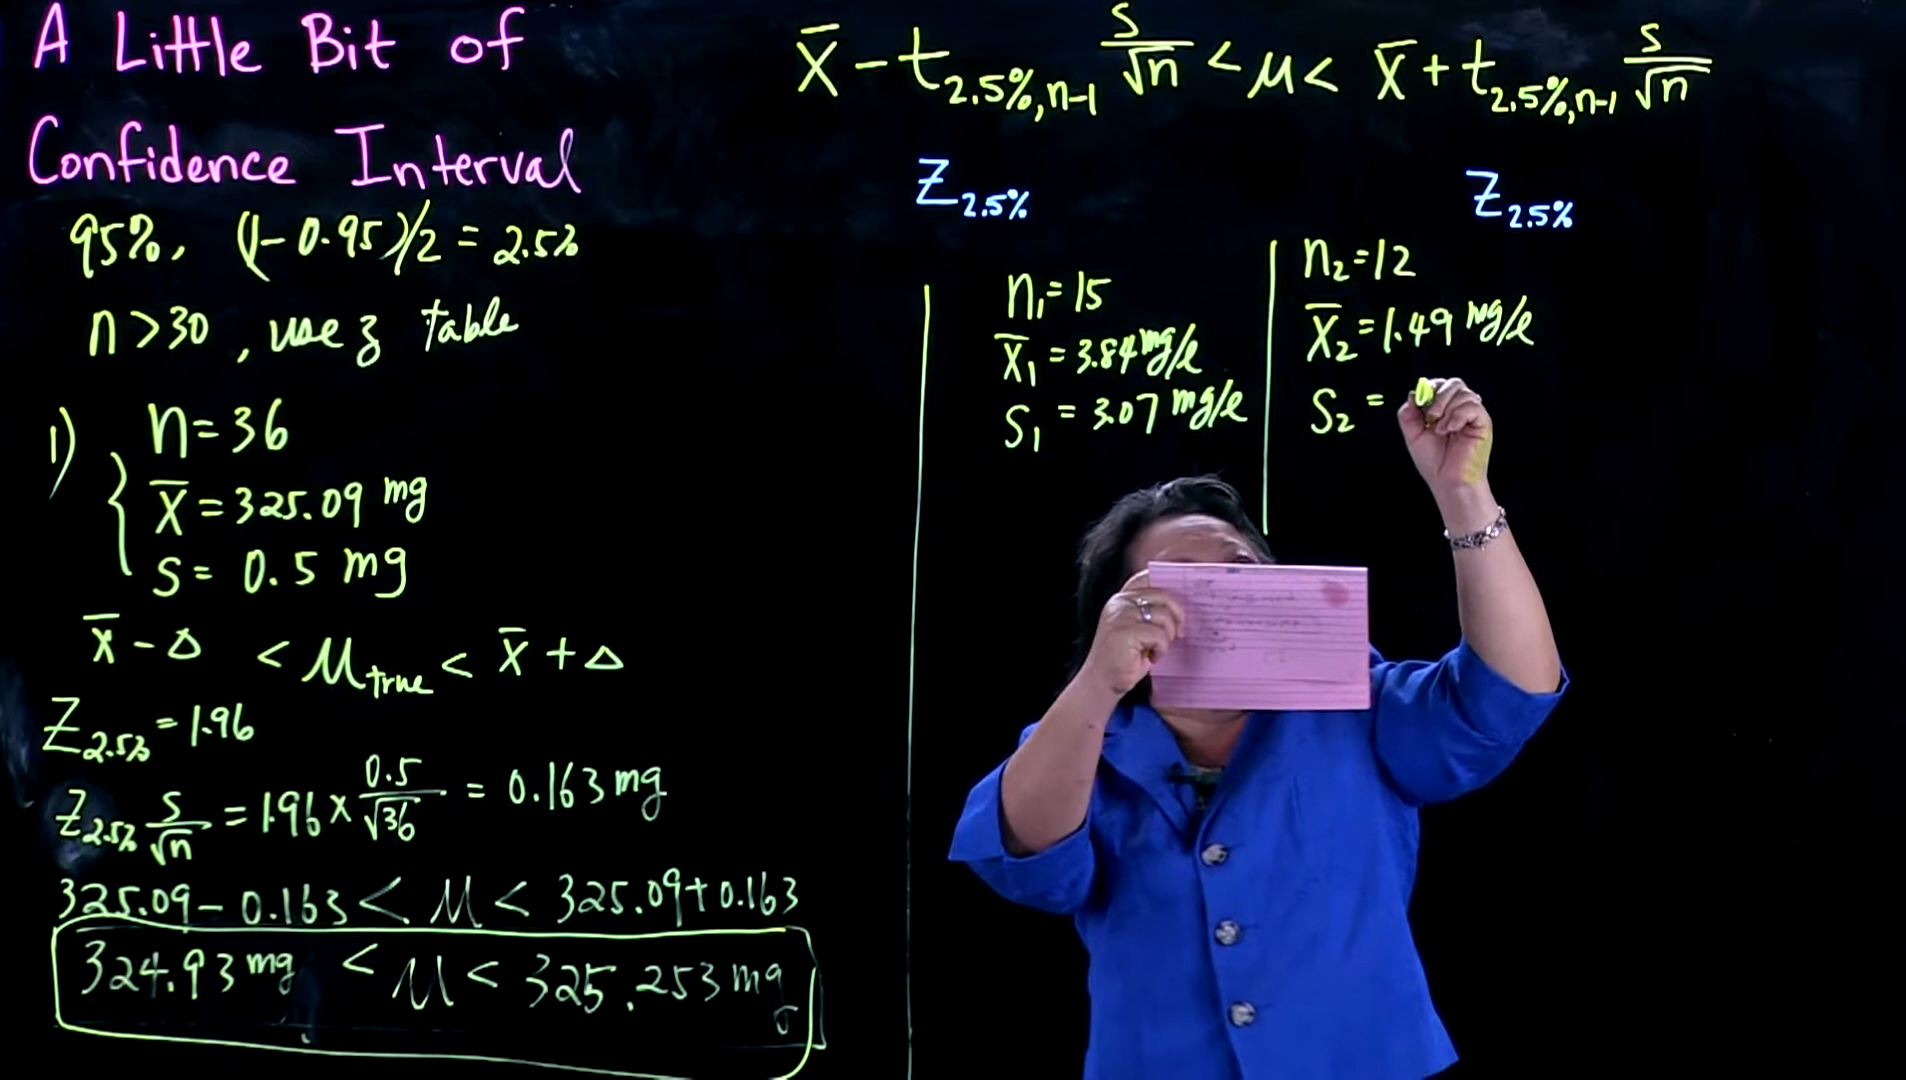 A Little Bit of
Confidence Interval
95%, (1-0.95)/2 = 2.5%
n>30, use z table
1) n=36
x̄=325.09 mg
s= 0.5 mg
x̄-Δ < μtrue < x̄+Δ
Z2.5% = 1.96
Z2.5% s/√n = 1.96 × 0.5/√36 = 0.163 mg
325.09 - 0.163 < μ < 325.09+0.163
324.93 mg < μ < 325.253 mg
x̄ - t2.5%,n-1 s/√n < μ < x̄ + t2.5%,n-1 s/√n
Z2.5% Z2.5%
n1=15
x̄1 = 3.84 mg/l
S1 = 3.07 mg/l
n2=12
x̄2=1.49 mg/l
S2 =